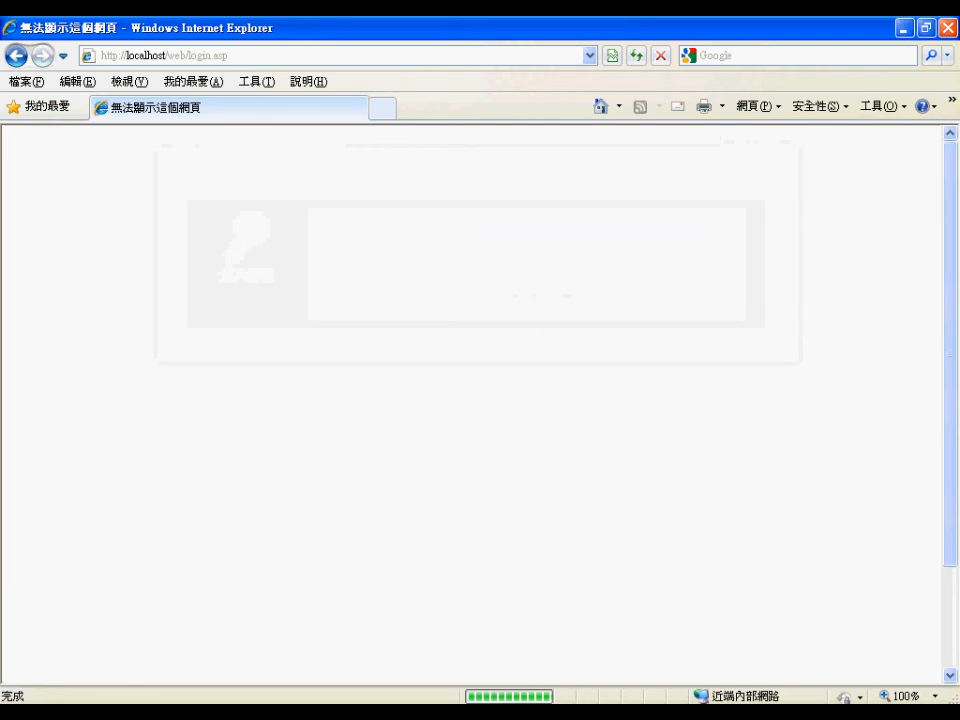 無法顯示這個網頁 - Windows Internet Explorer
http://localhost/web/login.asp
Google
檔案(F) 編輯(E) 檢視(V) 我的最愛(A) 工具(T) 說明(H)
我的最愛 無法顯示這個網頁 網頁(P) 安全性(S) 工具(O) »
完成 近端內部網路 100%